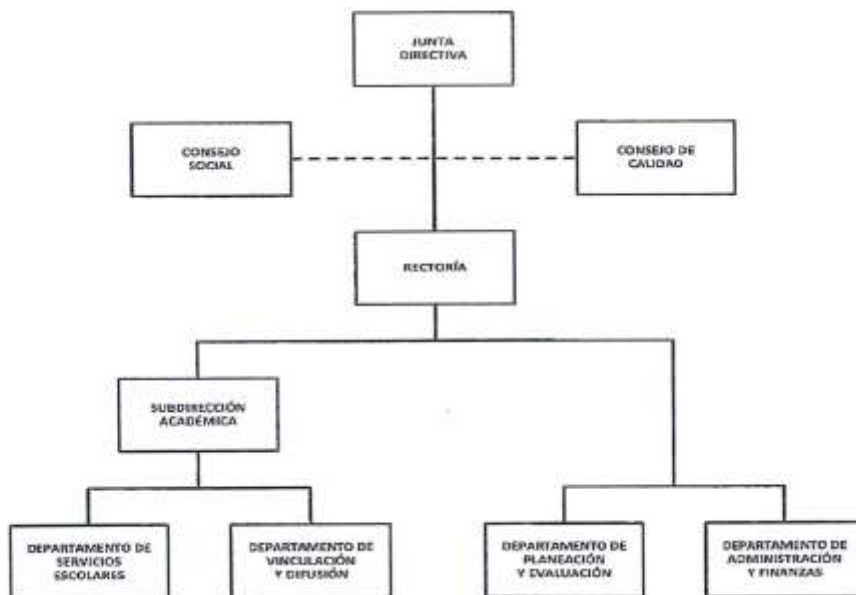 JUNTA
DIRECTIVA
CONSEJO
SOCIAL
CONSEJO DE
CALIDAD
RECTORÍA
SUBDIRECCIÓN
ACADÉMICA
DEPARTAMENTO DE
SERVICIOS
ESCOLARES
DEPARTAMENTO DE
VINCULACIÓN
Y DIFUSIÓN
DEPARTAMENTO DE
PLANEACIÓN
Y EVALUACIÓN
DEPARTAMENTO DE
ADMINISTRACIÓN
Y FINANZAS